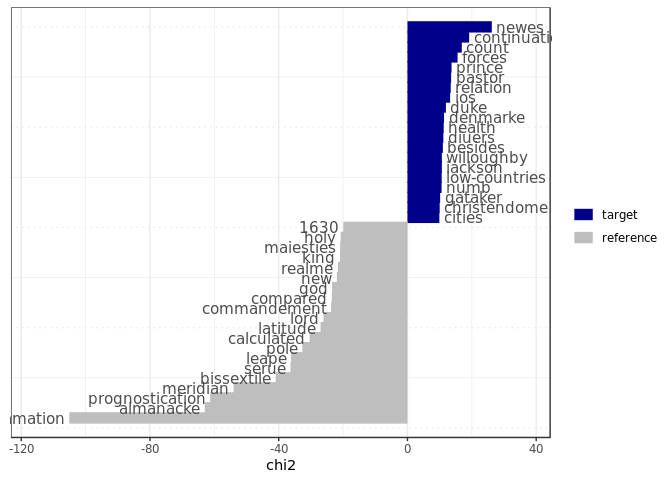 newes
continuati
count
forces
prince
pastor
relation
ios
duke
denmarke
health
diuers
besides
willoughby
jackson
low-countries
numb
gataker
christendome
cities
1630
holy
maiesties
king
realme
new
god
compared
commandement
lord
latitude
calculated
pole
leape
serue
bissextile
meridian
prognostication
almanacke
mation
-120 -80 -40 0 40
chi2
target
reference